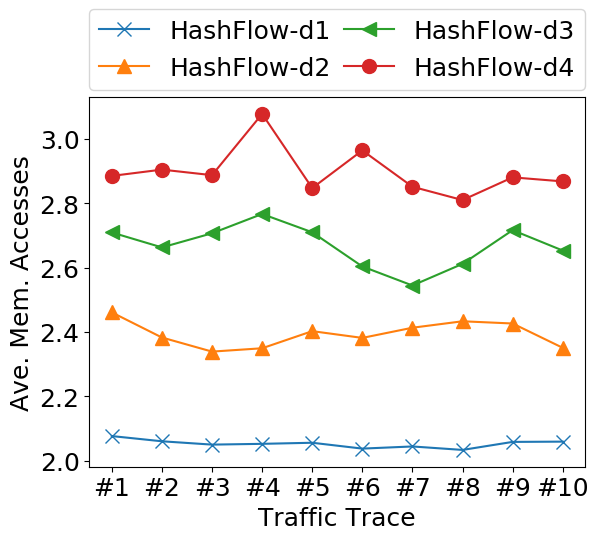 HashFlow-d1 HashFlow-d3
HashFlow-d2 HashFlow-d4
Ave. Mem. Accesses
3.0
2.8
2.6
2.4
2.2
2.0
#1 #2 #3 #4 #5 #6 #7 #8 #9 #10
Traffic Trace